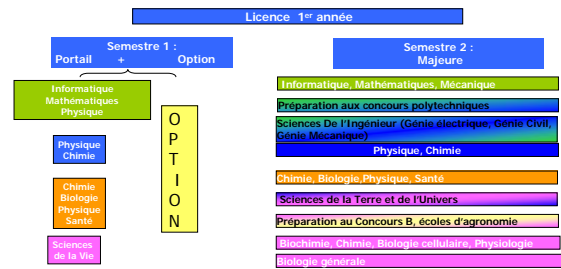 Licence 1er année
Semestre 1 :
Portail + Option
Informatique
Mathématiques
Physique
Physique
Chimie
Chimie
Biologie
Physique
Santé
Sciences
de la Vie
O
P
T
I
O
N
Semestre 2 :
Majeure
Informatique, Mathématiques, Mécanique
Préparation aux concours polytechniques
Sciences De l'Ingénieur (Génie électrique, Génie Civil,
Génie Mécanique)
Physique, Chimie
Chimie, Biologie,Physique, Santé
Sciences de la Terre et de l'Univers
Préparation au Concours B, écoles d'agronomie
Biochimie, Chimie, Biologie cellulaire, Physiologie
Biologie générale